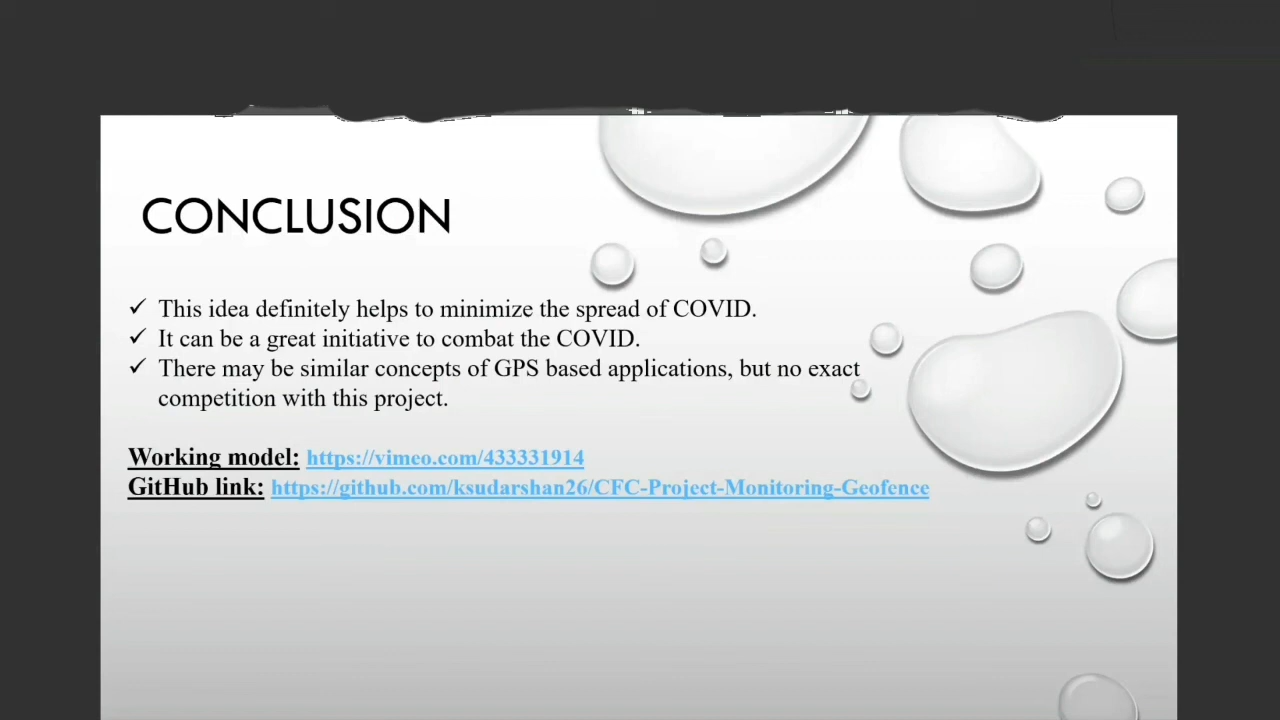 CONCLUSION
✓ This idea definitely helps to minimize the spread of COVID.
✓ It can be a great initiative to combat the COVID.
✓ There may be similar concepts of GPS based applications, but no exact
competition with this project.
Working model: https://vimeo.com/433331914
GitHub link: https://github.com/ksudarshan26/CFC-Project-Monitoring-Geofence